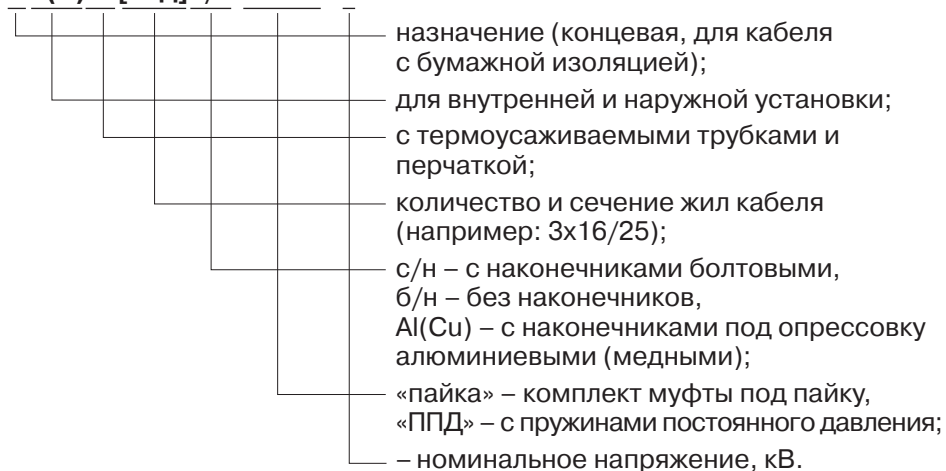 назначение (концевая, для кабеля
с бумажной изоляцией);
для внутренней и наружной установки;
с термоусаживаемыми трубками и
перчаткой;
количество и сечение жил кабеля
(например: 3х16/25);
с/н – с наконечниками болтовыми,
б/н – без наконечников,
Al(Cu) – с наконечниками под опрессовку
алюминиевыми (медными);
«пайка» – комплект муфты под пайку,
«ППД» – с пружинами постоянного давления;
– номинальное напряжение, кВ.